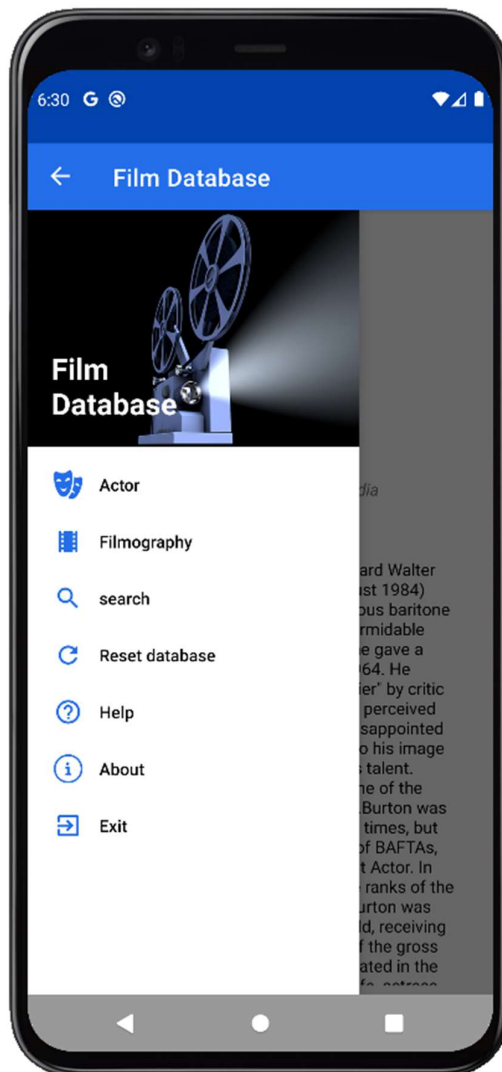 6:30 G
Film Database
Film
Database
Actor
Filmography
search
Reset database
Help
About
Exit
dia
ard Walter
ust 1984)
ous baritone
rmidable
e gave a
64. He
ier" by critic
perceived
sappointed
o his image
s talent.
ne of the
.Burton was
times, but
of BAFTAs,
t Actor. In
ranks of the
urton was
ld, receiving
f the gross
ated in the